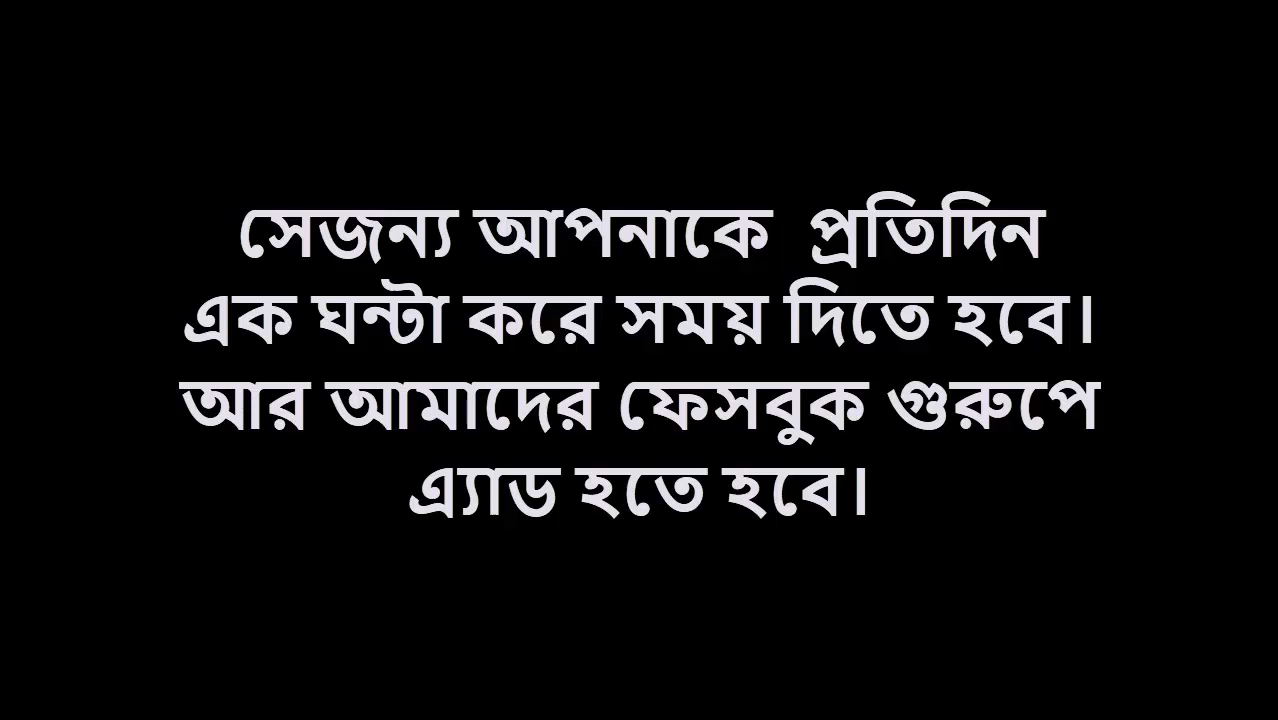 সেজন্য আপনাকে  প্রতিদিন
এক ঘন্টা করে সময় দিতে হবে।
আর আমাদের ফেসবুক গুরুপে
এ্যাড হতে হবে।